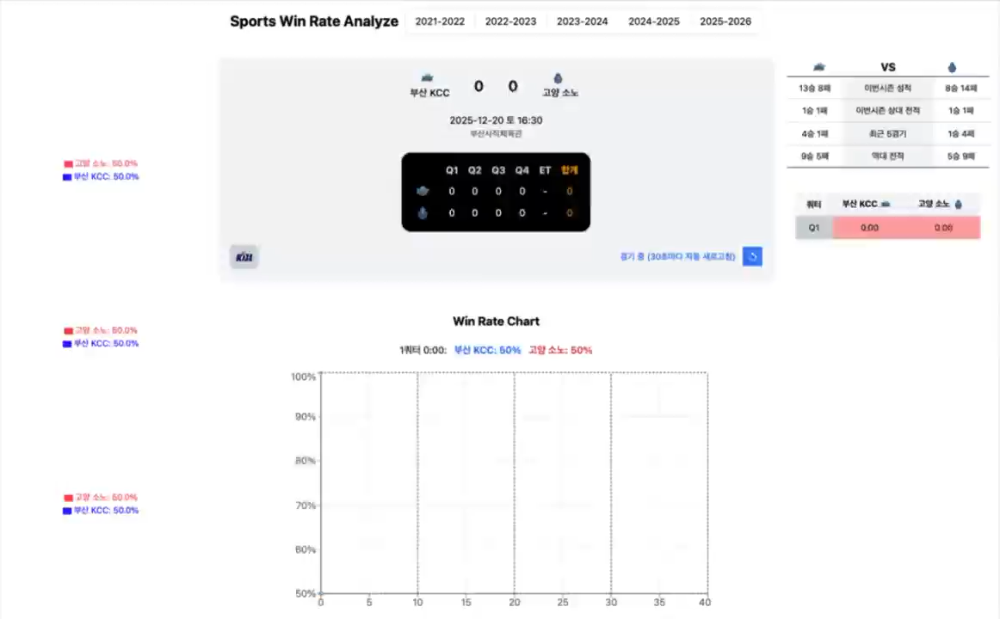 Sports Win Rate Analyze 2021-2022 2022-2023 2023-2024 2024-2025 2025-2026
부산 KCC 0 0 고양 소노
2025-12-20 토 16:30
부산사직체육관
Q1 Q2 Q3 Q4 ET 합계
0 0 0 0 - 0
0 0 0 0 - 0
경기 중 (30초마다 자동 새로고침)
VS
13승 8패 이번시즌 성적 8승 14패
1승 1패 이번시즌 상대 전적 1승 1패
4승 1패 최근 5경기 1승 4패
9승 5패 역대 전적 5승 9패
쿼터 부산 KCC 고양 소노
Q1 0.00 0.00
고양 소노: 50.0%
부산 KCC: 50.0%
고양 소노: 50.0%
부산 KCC: 50.0%
고양 소노: 50.0%
부산 KCC: 50.0%
Win Rate Chart
1쿼터 0:00: 부산 KCC: 50% 고양 소노: 50%
100%
90%
80%
70%
60%
50%
0 5 10 15 20 25 30 35 40